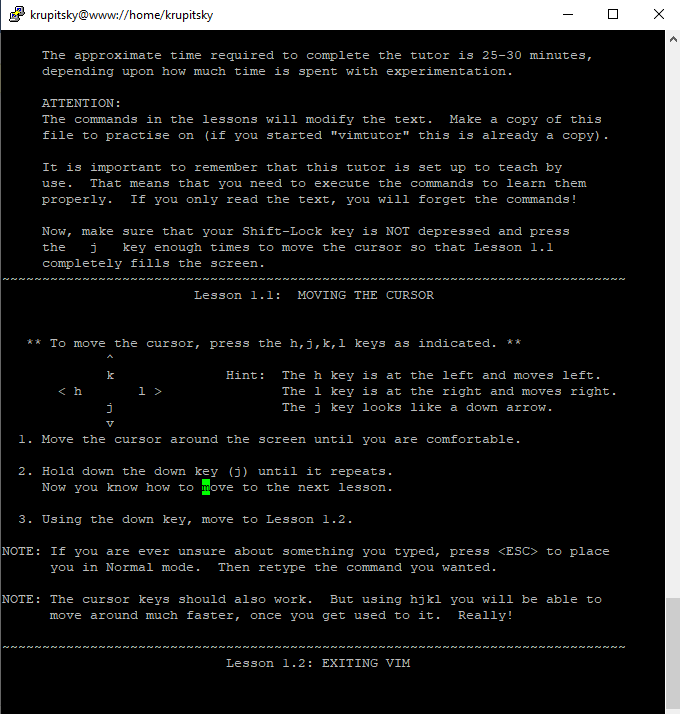 krupitsky@www://home/krupitsky
The approximate time required to complete the tutor is 25-30 minutes,
depending upon how much time is spent with experimentation.
ATTENTION:
The commands in the lessons will modify the text.  Make a copy of this
file to practise on (if you started "vimtutor" this is already a copy).
It is important to remember that this tutor is set up to teach by
use.  That means that you need to execute the commands to learn them
properly.  If you only read the text, you will forget the commands!
Now, make sure that your Shift-Lock key is NOT depressed and press
the   j   key enough times to move the cursor so that Lesson 1.1
completely fills the screen.
~~~~~~~~~~~~~~~~~~~~~~~~~~~~~~~~~~~~~~~~~~~~~~~~~~~~~~~~~~~~~~~~~~~~~~~~~~~~~~
Lesson 1.1:  MOVING THE CURSOR
** To move the cursor, press the h,j,k,l keys as indicated. **
^
k              Hint:  The h key is at the left and moves left.
< h       l >               The l key is at the right and moves right.
j                     The j key looks like a down arrow.
v
1. Move the cursor around the screen until you are comfortable.
2. Hold down the down key (j) until it repeats.
Now you know how to move to the next lesson.
3. Using the down key, move to Lesson 1.2.
NOTE: If you are ever unsure about something you typed, press <ESC> to place
you in Normal mode.  Then retype the command you wanted.
NOTE: The cursor keys should also work.  But using hjkl you will be able to
move around much faster, once you get used to it.  Really!
~~~~~~~~~~~~~~~~~~~~~~~~~~~~~~~~~~~~~~~~~~~~~~~~~~~~~~~~~~~~~~~~~~~~~~~~~~~~~~
Lesson 1.2: EXITING VIM